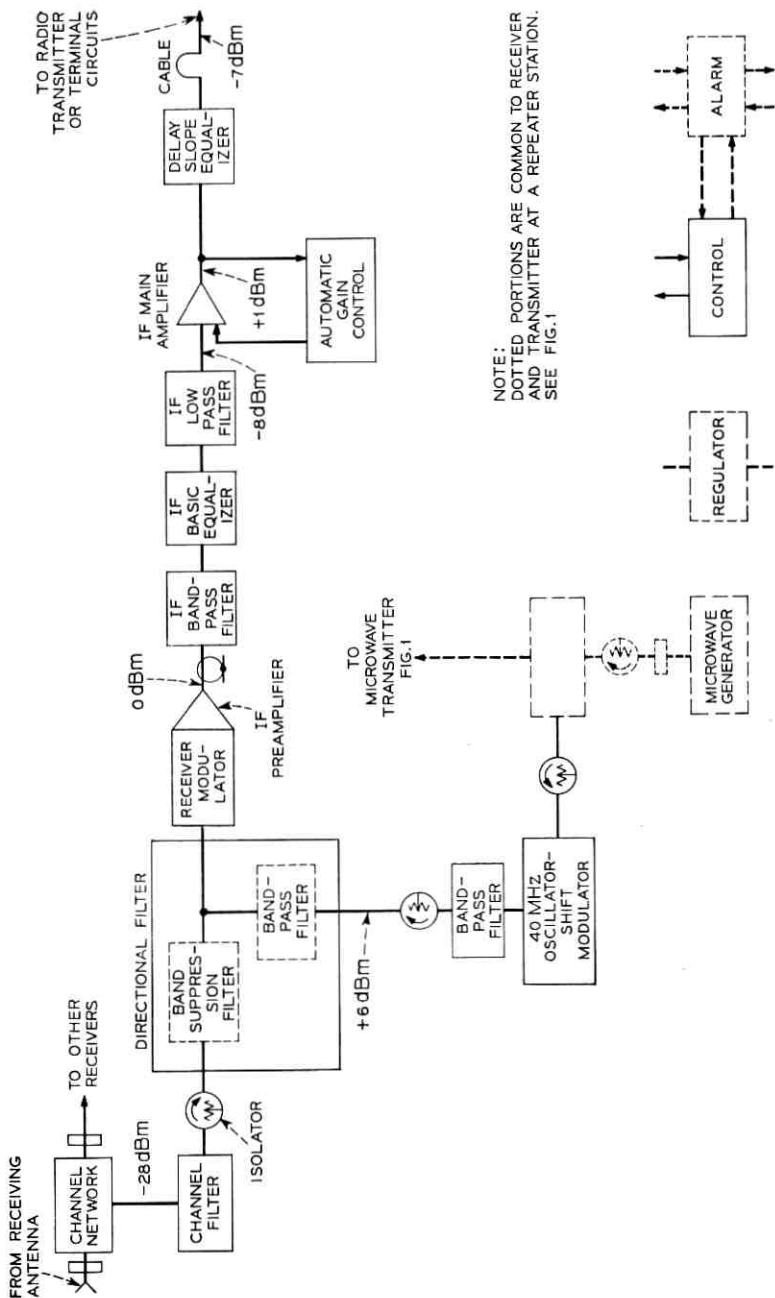 FROM RECEIVING
ANTENNA
CHANNEL
NETWORK
TO OTHER
RECEIVERS
-28dBm
CHANNEL
FILTER
ISOLATOR
DIRECTIONAL FILTER
BAND
SUPPRES-
SION
FILTER
BAND-
PASS
FILTER
+6dBm
BAND-
PASS
FILTER
40 MHZ
OSCILLATOR-
SHIFT
MODULATOR
RECEIVER
MODU-
LATOR
0dBm
IF
PREAMPLIFIER
IF
BAND-
PASS
FILTER
IF
BASIC
EQUAL-
IZER
IF
LOW
PASS
FILTER
-8dBm
IF MAIN
AMPLIFIER
+1dBm
AUTOMATIC
GAIN
CONTROL
DELAY
SLOPE
EQUAL-
IZER
CABLE
-7dBm
TO RADIO
TRANSMITTER
OR TERMINAL
CIRCUITS
TO
MICROWAVE
TRANSMITTER
FIG.1
MICROWAVE
GENERATOR
REGULATOR
CONTROL
ALARM
NOTE:
DOTTED PORTIONS ARE COMMON TO RECEIVER
AND TRANSMITTER AT A REPEATER STATION.
SEE FIG.1